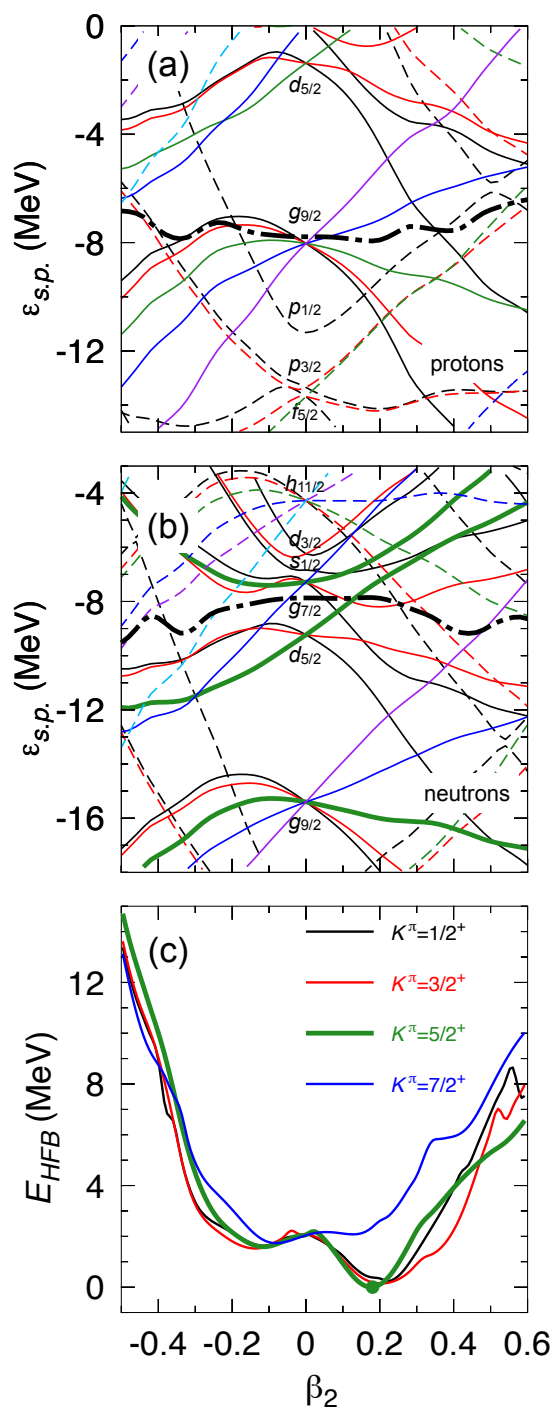 0
(a)
d5/2
-4
g9/2
εs.p. (MeV)
-8
p1/2
-12
p3/2
protons
f5/2
-4
h11/2
(b)
d3/2
s1/2
-8
g7/2
εs.p. (MeV)
d5/2
-12
-16
neutrons
g9/2
(c)
Kπ=1/2+
12
Kπ=3/2+
Kπ=5/2+
EHFB (MeV)
8
Kπ=7/2+
4
0
-0.4 -0.2 0 0.2 0.4 0.6
β2